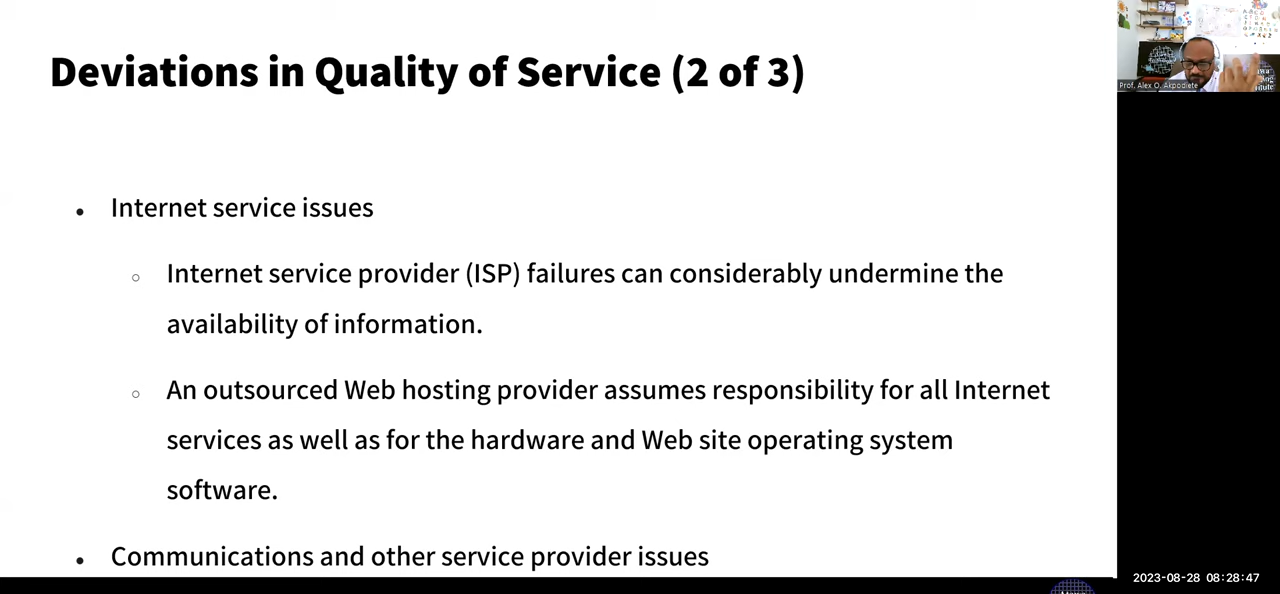 Deviations in Quality of Service (2 of 3)
• Internet service issues
○ Internet service provider (ISP) failures can considerably undermine the
availability of information.
○ An outsourced Web hosting provider assumes responsibility for all Internet
services as well as for the hardware and Web site operating system
software.
• Communications and other service provider issues
Prof. Alex O. Akpodiete
2023-08-28 08:28:47